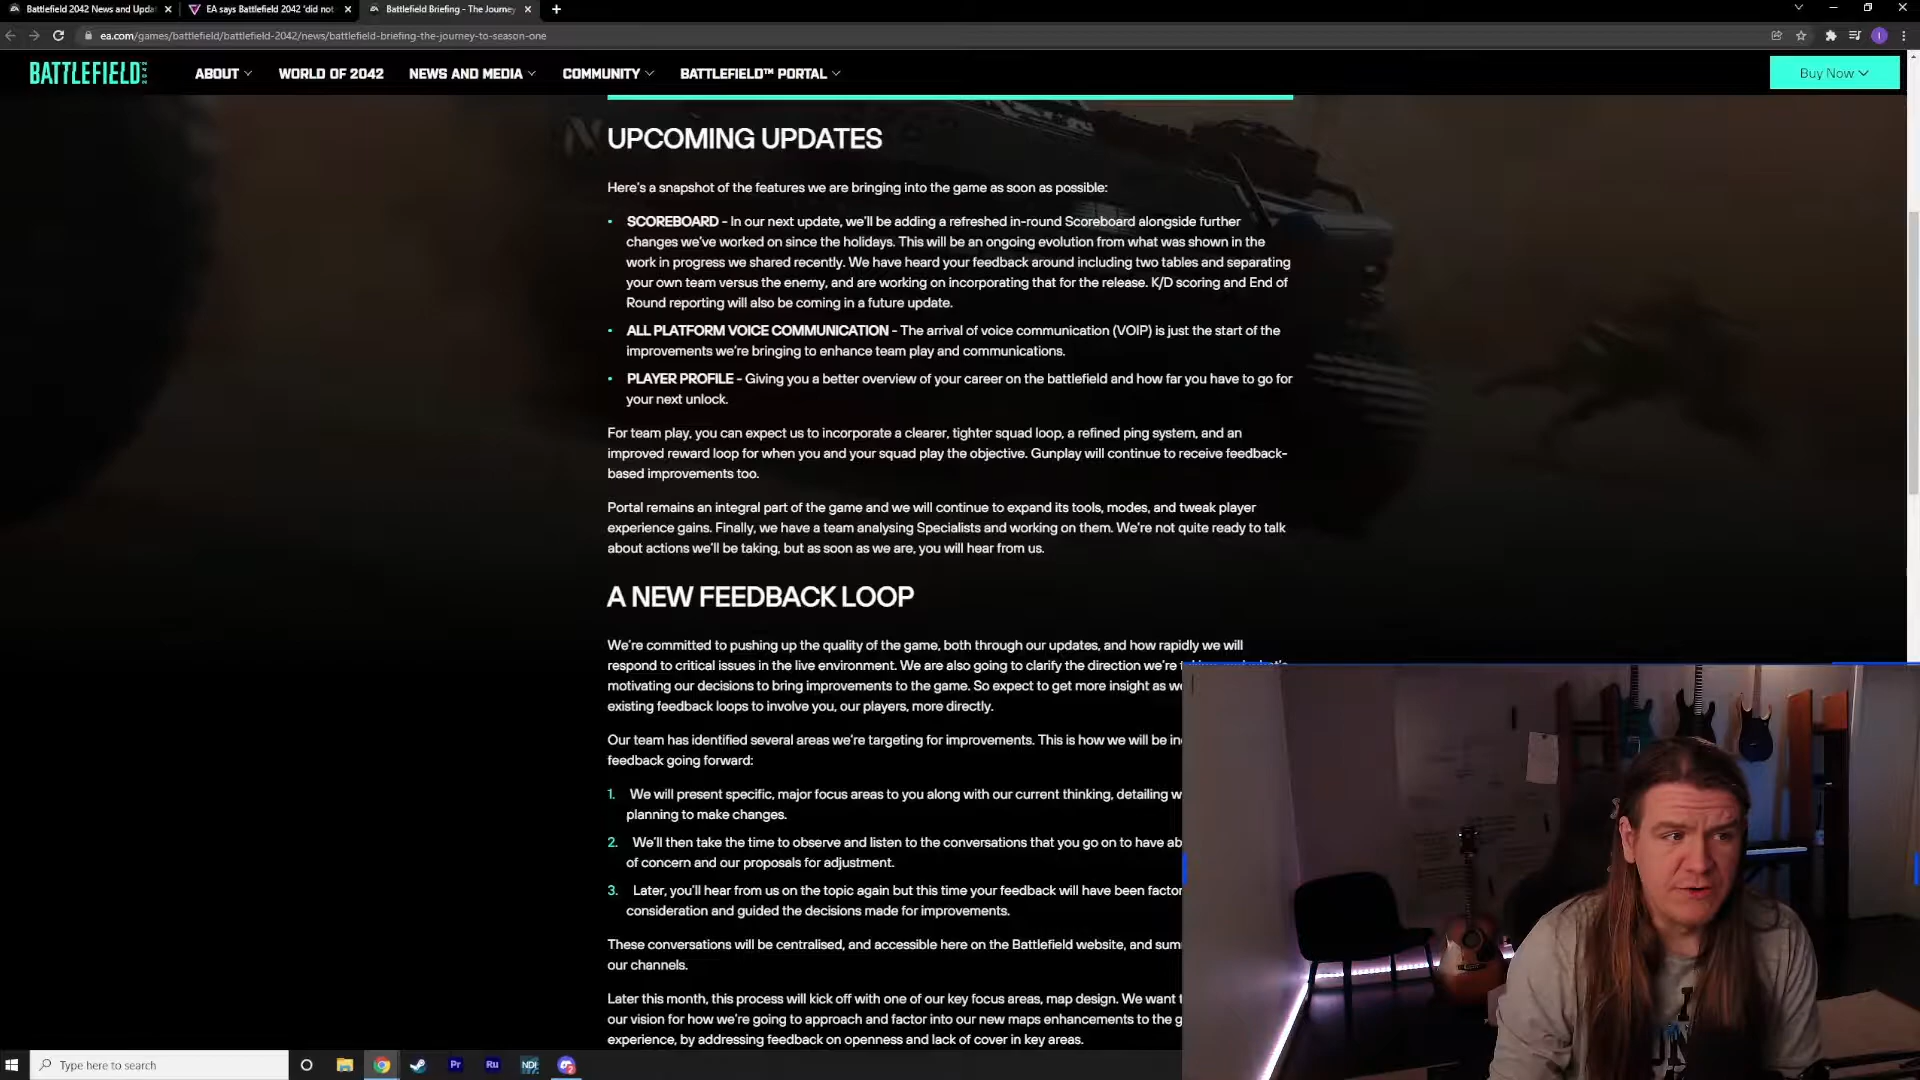 Battlefield 2042 News and Upda
EA says Battlefield 2042 'did not
Battlefield Briefing - The Journey
ea.com/games/battlefield/battlefield-2042/news/battlefield-briefing-the-journey-to-season-one
BATTLEFIELD 2042
ABOUT
WORLD OF 2042
NEWS AND MEDIA
COMMUNITY
BATTLEFIELD™ PORTAL
Buy Now
UPCOMING UPDATES
Here's a snapshot of the features we are bringing into the game as soon as possible:
• SCOREBOARD - In our next update, we'll be adding a refreshed in-round Scoreboard alongside further
changes we've worked on since the holidays. This will be an ongoing evolution from what was shown in the
work in progress we shared recently. We have heard your feedback around including two tables and separating
your own team versus the enemy, and are working on incorporating that for the release. K/D scoring and End of
Round reporting will also be coming in a future update.
• ALL PLATFORM VOICE COMMUNICATION - The arrival of voice communication (VOIP) is just the start of the
improvements we're bringing to enhance team play and communications.
• PLAYER PROFILE - Giving you a better overview of your career on the battlefield and how far you have to go for
your next unlock.
For team play, you can expect us to incorporate a clearer, tighter squad loop, a refined ping system, and an
improved reward loop for when you and your squad play the objective. Gunplay will continue to receive feedback-
based improvements too.
Portal remains an integral part of the game and we will continue to expand its tools, modes, and tweak player
experience gains. Finally, we have a team analysing Specialists and working on them. We're not quite ready to talk
about actions we'll be taking, but as soon as we are, you will hear from us.
A NEW FEEDBACK LOOP
We're committed to pushing up the quality of the game, both through our updates, and how rapidly we will
respond to critical issues in the live environment. We are also going to clarify the direction we're
motivating our decisions to bring improvements to the game. So expect to get more insight as we
existing feedback loops to involve you, our players, more directly.
Our team has identified several areas we're targeting for improvements. This is how we will be in
feedback going forward:
1. We will present specific, major focus areas to you along with our current thinking, detailing w
planning to make changes.
2. We'll then take the time to observe and listen to the conversations that you go on to have ab
of concern and our proposals for adjustment.
3. Later, you'll hear from us on the topic again but this time your feedback will have been factor
consideration and guided the decisions made for improvements.
These conversations will be centralised, and accessible here on the Battlefield website, and sum
our channels.
Later this month, this process will kick off with one of our key focus areas, map design. We want t
our vision for how we're going to approach and factor into our new maps enhancements to the g
experience, by addressing feedback on openness and lack of cover in key areas.
Type here to search
Pr
Ru
NDI